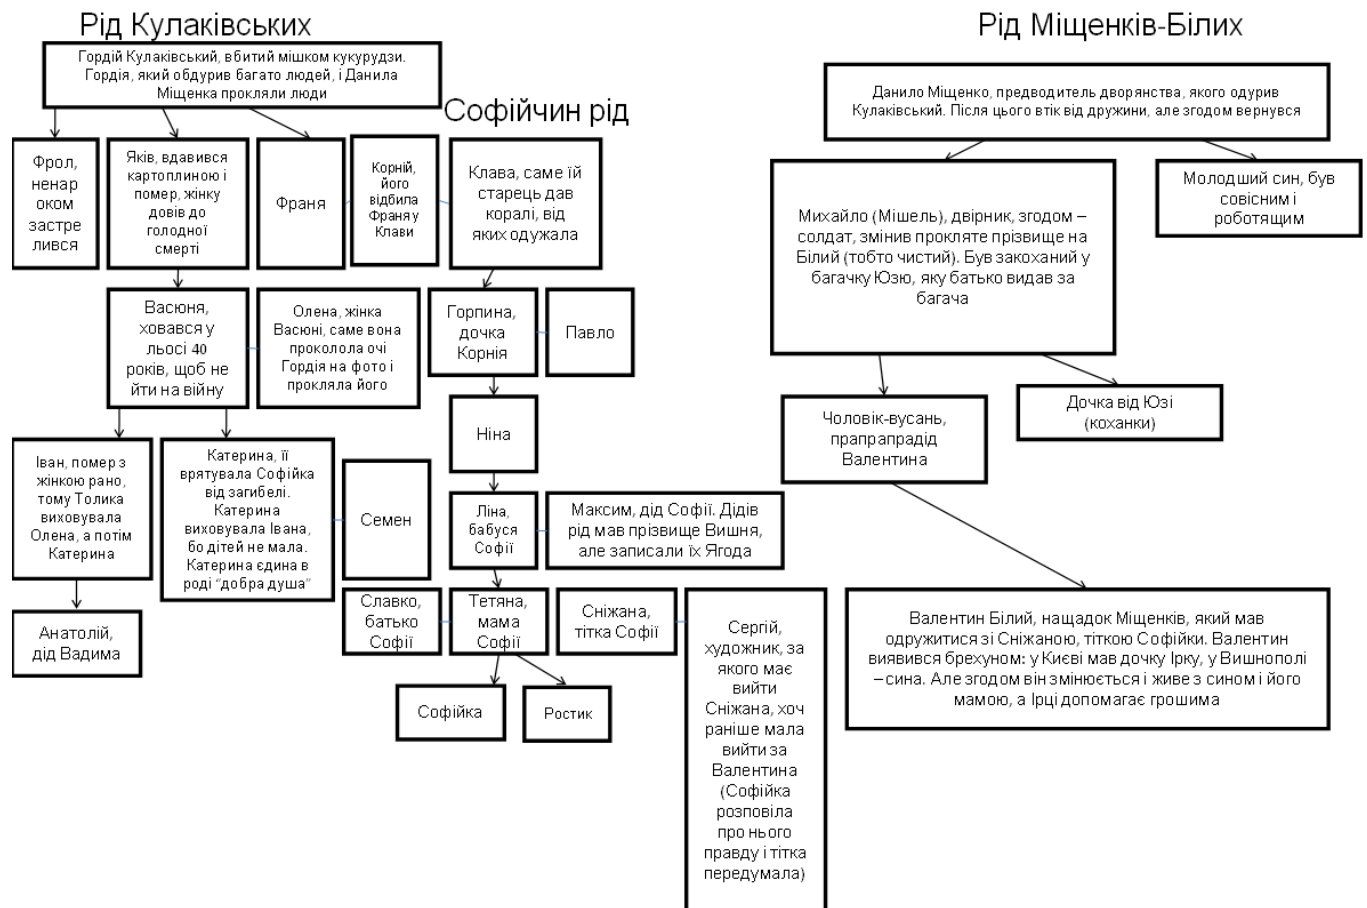 Рід Кулаківських
Гордій Кулаківський, вбитий мішком кукурудзи.
Гордія, який обдурив багато людей, і Данила
Міщенка прокляли люди
Фрол,
ненар
оком
застре
лився
Яків, вдавився
картоплиною і
помер, жінку
довів до
голодної
смерті
Франя
Софійчин рід
Корній,
його
відбила
Франя у
Клави
Клава, саме їй
старець дав
коралі, від
яких одужала
Васюня,
ховався у
льосі 40
років, щоб не
йти на війну
Олена, жінка
Васюні, саме вона
проколола очі
Гордія на фото і
прокляла його
Горпина,
дочка
Корнія
Павло
Ніна
Іван, помер з
жінкою рано,
тому Толика
виховувала
Олена, а потім
Катерина
Катерина, її
врятувала Софійка
від загибелі.
Катерина
виховувала Івана,
бо дітей не мала.
Катерина єдина в
роді "добра душа"
Семен
Ліна,
бабуся
Софії
Максим, дід Софії. Дідів
рід мав прізвище Вишня,
але записали їх Ягода
Анатолій,
дід Вадима
Славко,
батько
Софії
Тетяна,
мама
Софії
Сніжана,
тітка Софії
Сергій,
художник, за
якого має
вийти
Сніжана, хоч
раніше мала
вийти за
Валентина
(Софійка
розповіла
про нього
правду і тітка
передумала)
Софійка
Ростик
Рід Міщенків-Білих
Данило Міщенко, предводитель дворянства, якого одурив
Кулаківський. Після цього втік від дружини, але згодом вернувся
Михайло (Мішель), двірник, згодом –
солдат, змінив прокляте прізвище на
Білий (тобто чистий). Був закоханий у
багачку Юзю, яку батько видав за
багача
Молодший син, був
совісним і
роботящим
Чоловік-вусань,
прапрапрадід
Валентина
Дочка від Юзі
(коханки)
Валентин Білий, нащадок Міщенків, який мав
одружитися зі Сніжаною, тіткою Софійки. Валентин
виявився брехуном: у Києві мав дочку Ірку, у Вишнополі
– сина. Але згодом він змінюється і живе з сином і його
мамою, а Ірці допомагає грошима